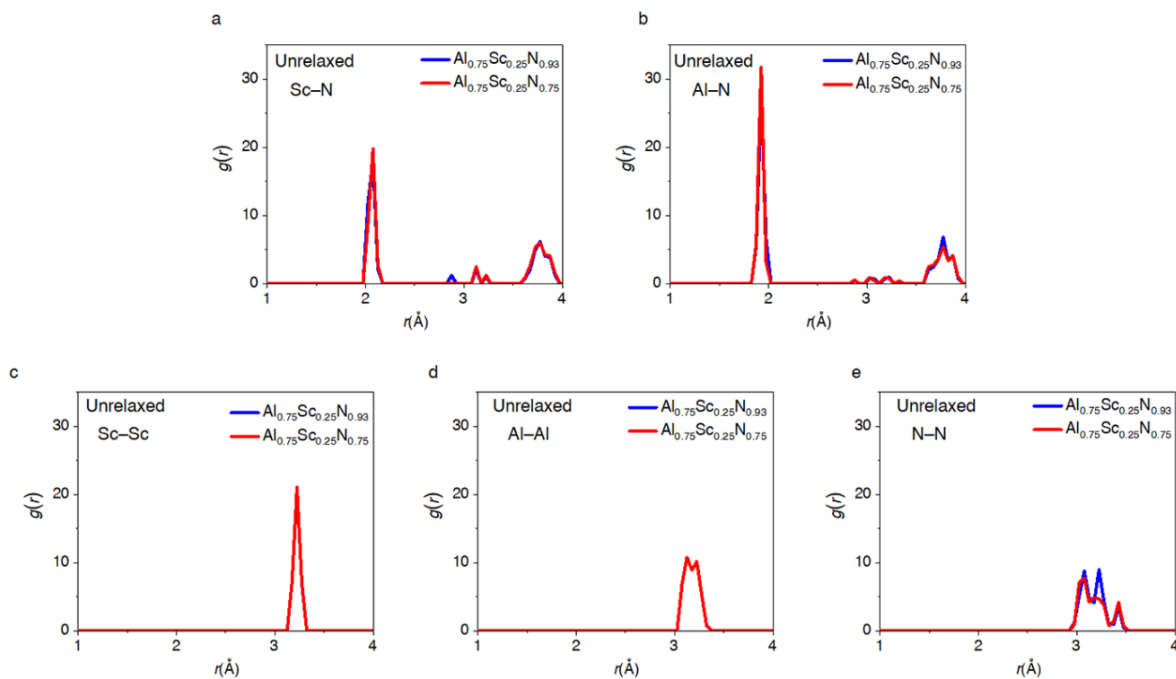 a
Unrelaxed
Sc–N
Al0.75Sc0.25N0.93
Al0.75Sc0.25N0.75
30
20
10
0
g(r)
1 2 3 4
r(Å)
b
Unrelaxed
Al–N
Al0.75Sc0.25N0.93
Al0.75Sc0.25N0.75
30
20
10
0
g(r)
1 2 3 4
r(Å)
c
Unrelaxed
Sc–Sc
Al0.75Sc0.25N0.93
Al0.75Sc0.25N0.75
30
20
10
0
g(r)
1 2 3 4
r(Å)
d
Unrelaxed
Al–Al
Al0.75Sc0.25N0.93
Al0.75Sc0.25N0.75
30
20
10
0
g(r)
1 2 3 4
r(Å)
e
Unrelaxed
N–N
Al0.75Sc0.25N0.93
Al0.75Sc0.25N0.75
30
20
10
0
g(r)
1 2 3 4
r(Å)